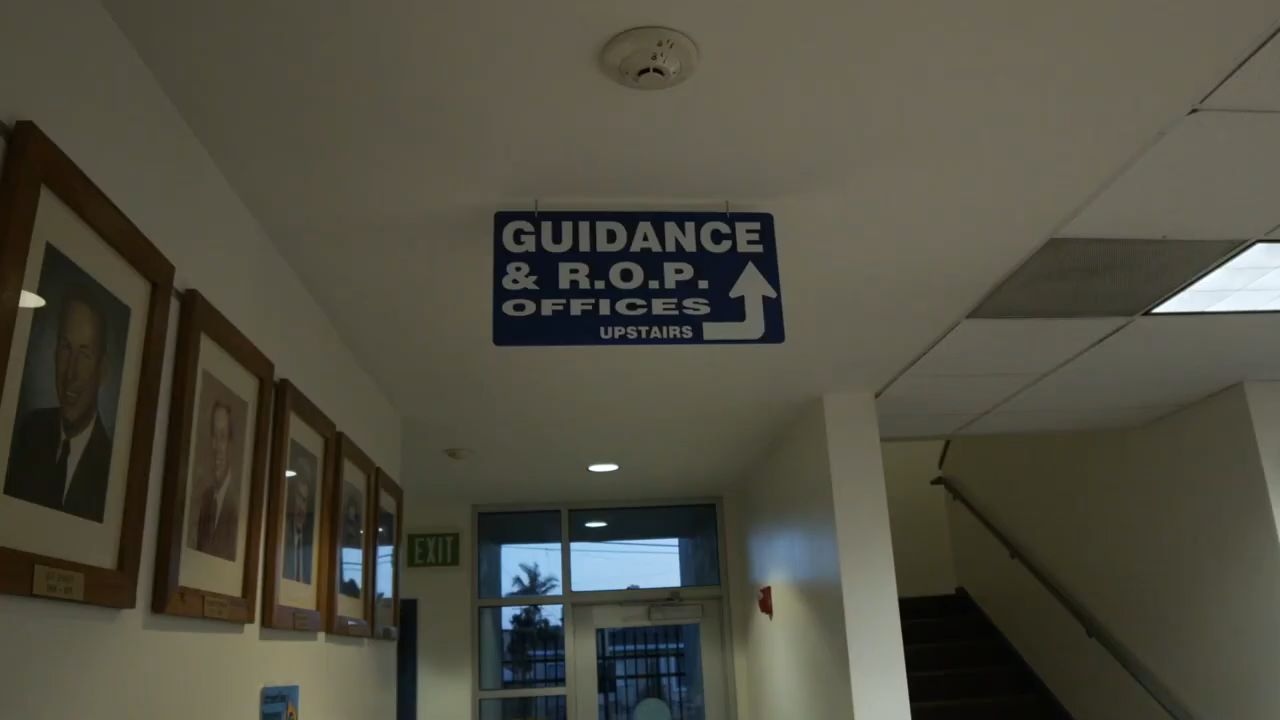 GUIDANCE
& R.O.P.
OFFICES
UPSTAIRS
EXIT